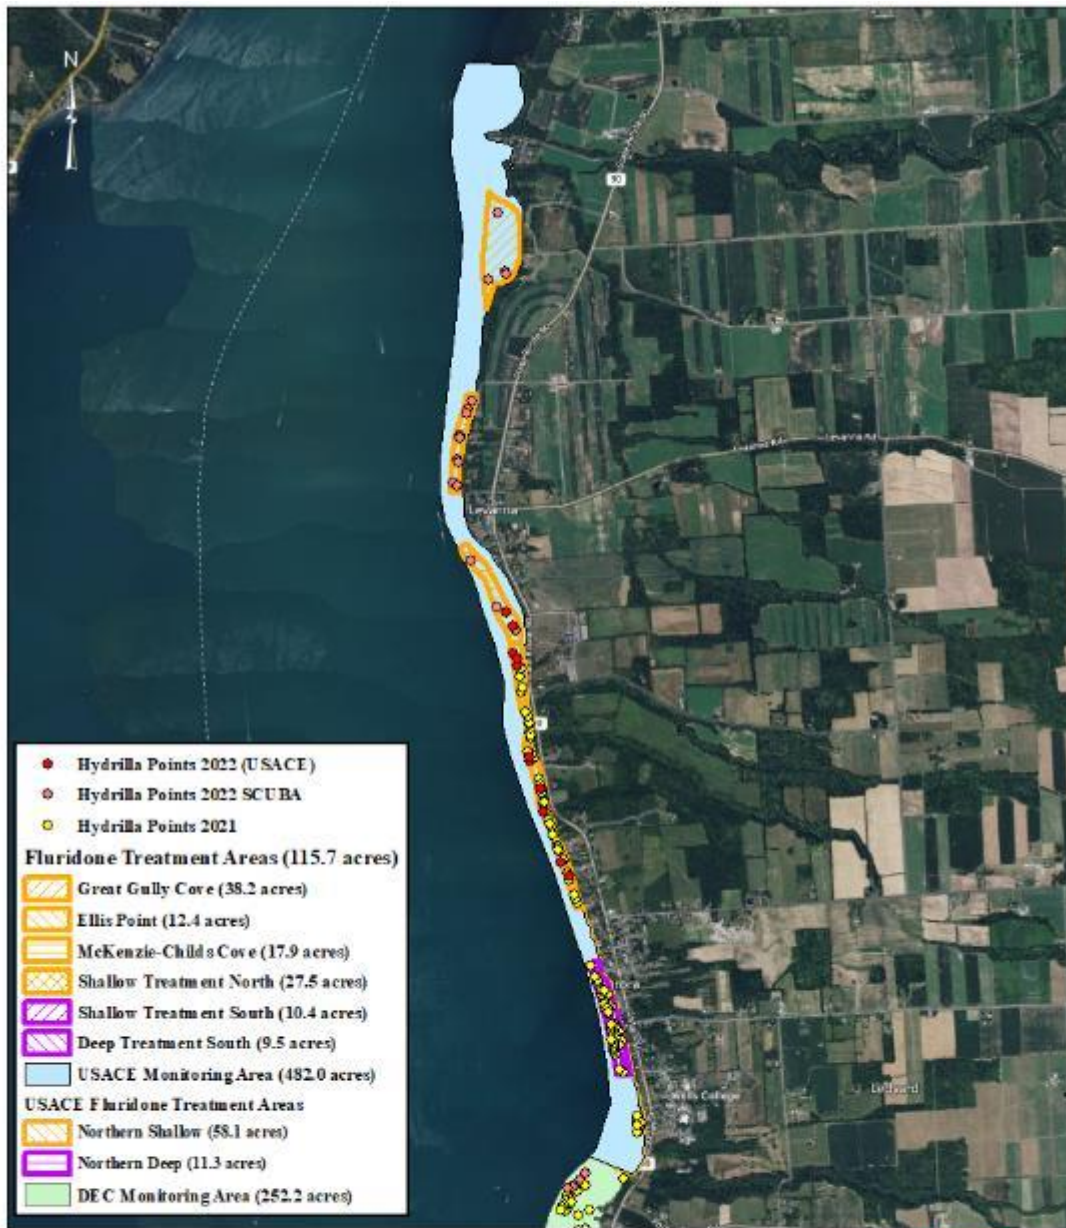 N
90
Levanna
Hydrilla Points 2022 (USACE)
Hydrilla Points 2022 SCUBA
Hydrilla Points 2021
Fluridone Treatment Areas (115.7 acres)
Great Gully Cove (38.2 acres)
Ellis Point (12.4 acres)
McKenzie-Childs Cove (17.9 acres)
Shallow Treatment North (27.5 acres)
Shallow Treatment South (10.4 acres)
Deep Treatment South (9.5 acres)
USACE Monitoring Area (482.0 acres)
USACE Fluridone Treatment Areas
Northern Shallow (58.1 acres)
Northern Deep (11.3 acres)
DEC Monitoring Area (252.2 acres)
Ledyard
Wells College